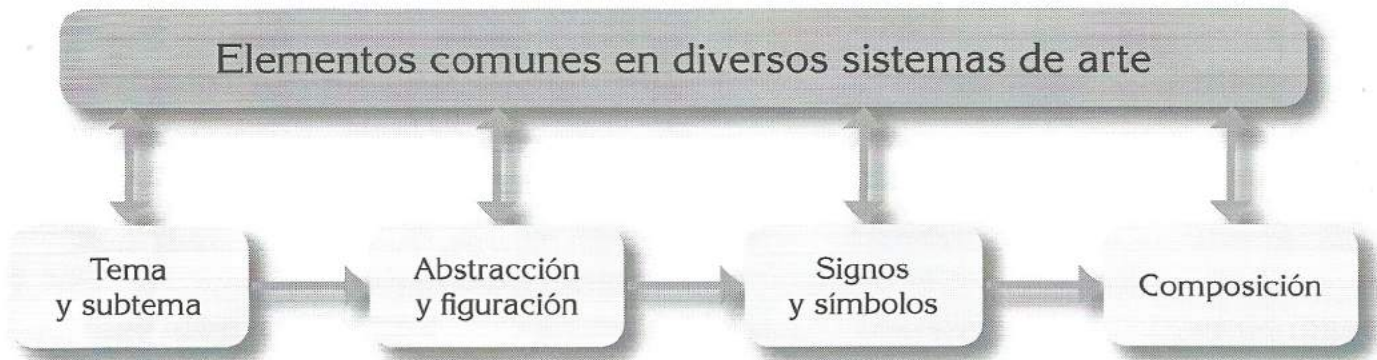 Elementos comunes en diversos sistemas de arte
Tema
y subtema
Abstracción
y figuración
Signos
y símbolos
Composición